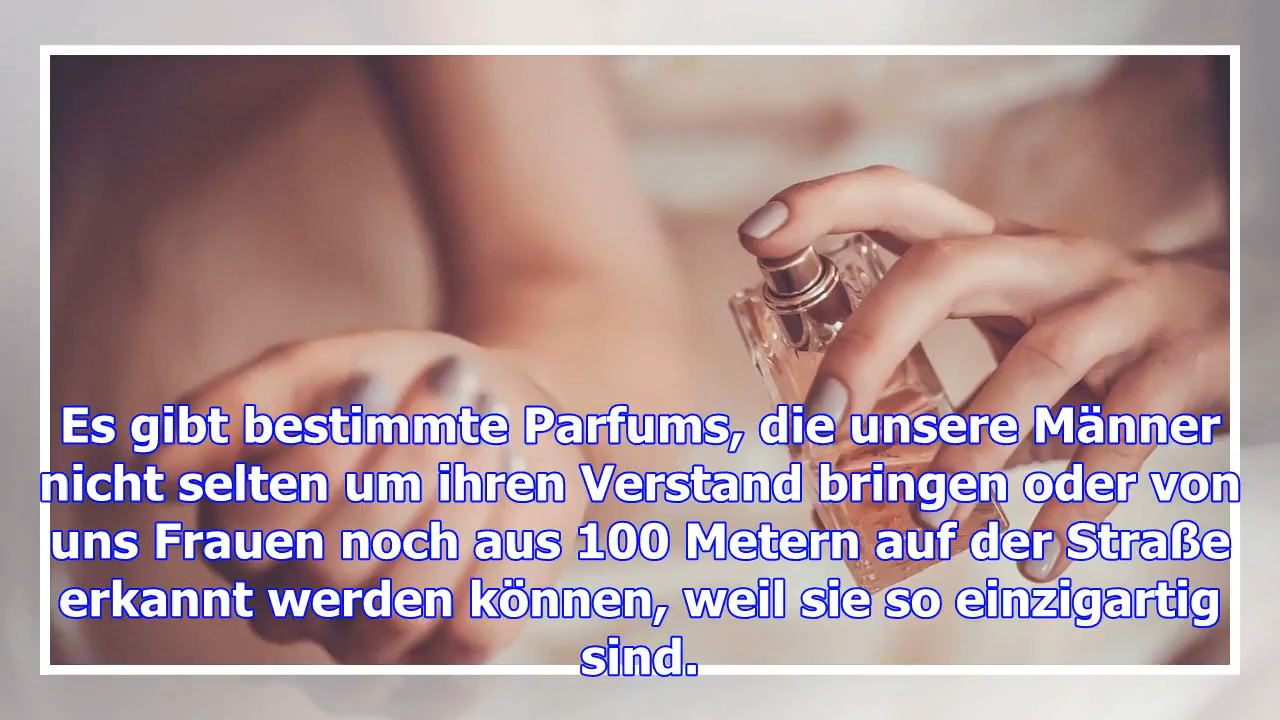 Es gibt bestimmte Parfums, die unsere Männer
nicht selten um ihren Verstand bringen oder von
uns Frauen noch aus 100 Metern auf der Straße
erkannt werden können, weil sie so einzigartig
sind.